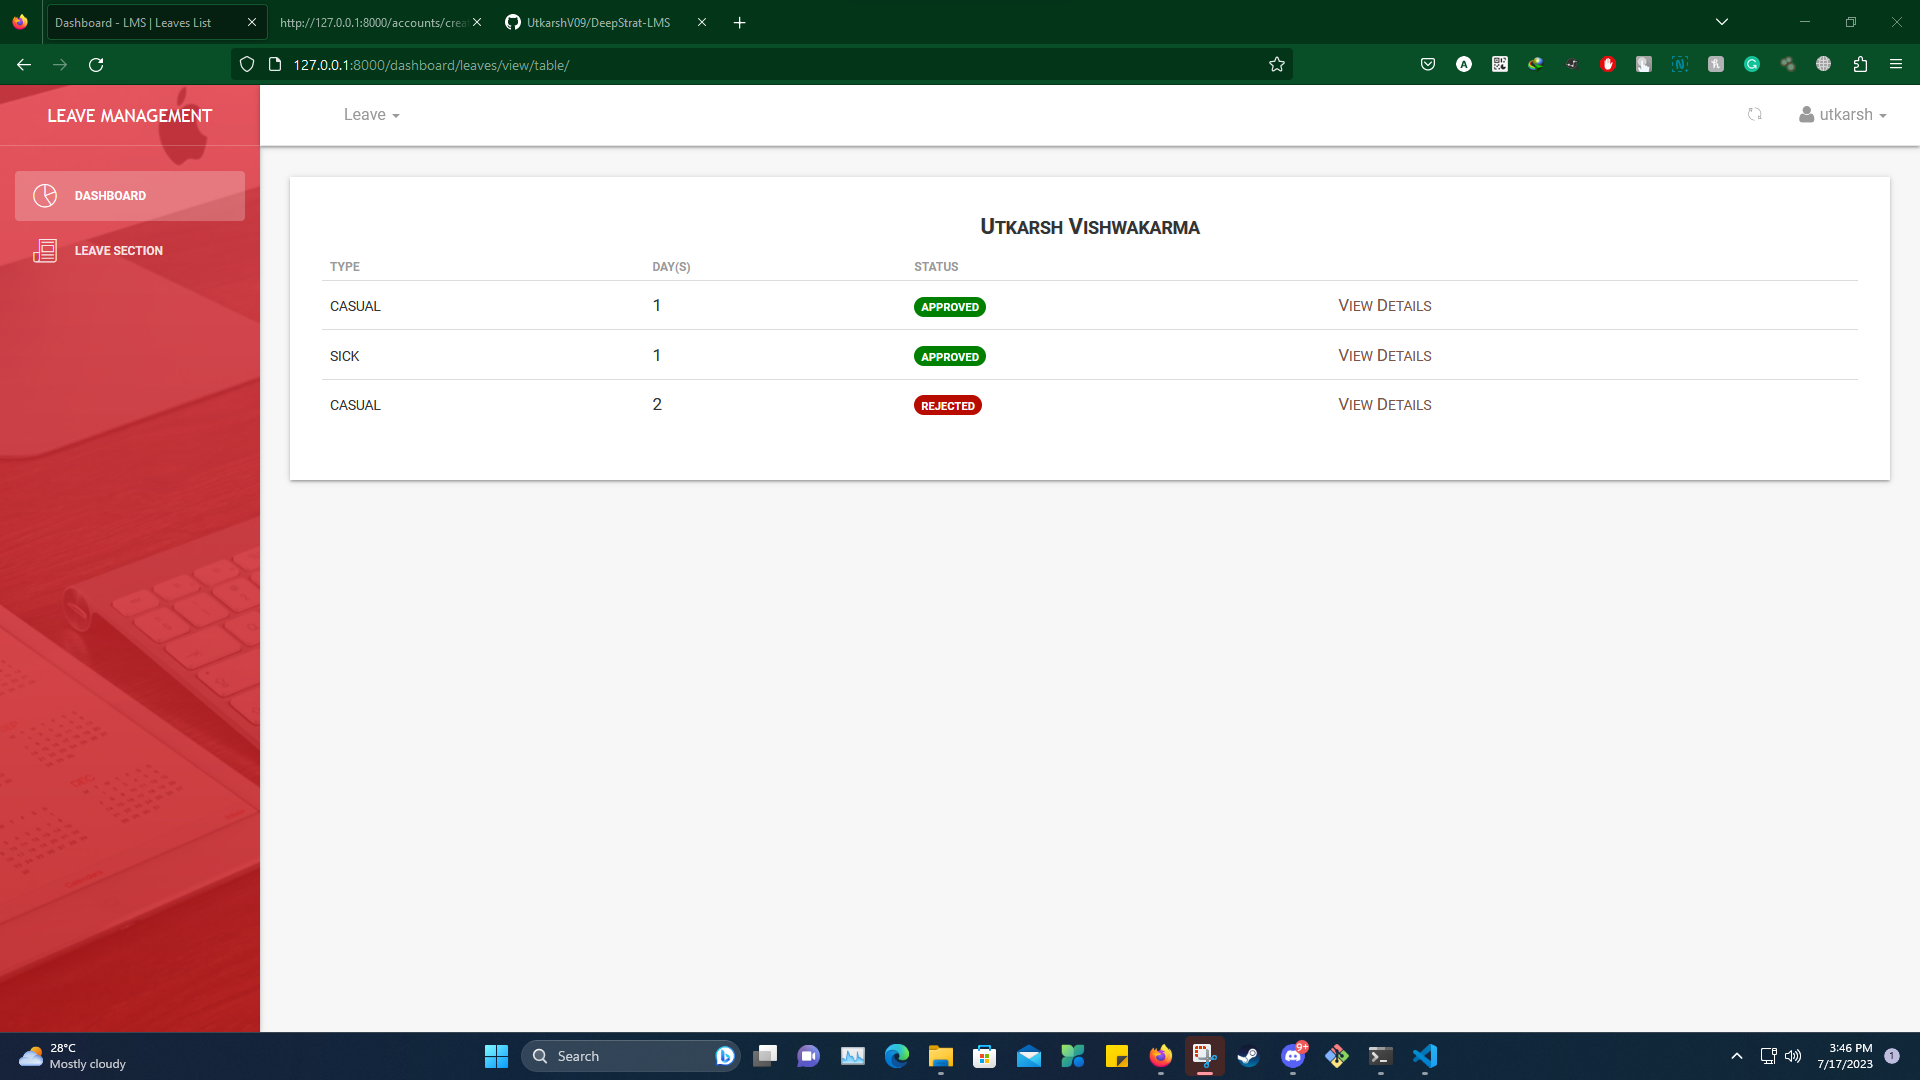 Dashboard - LMS | Leaves List
http://127.0.0.1:8000/accounts/crea
UtkarshV09/DeepStrat-LMS
127.0.0.1:8000/dashboard/leaves/view/table/
LEAVE MANAGEMENT
Leave
utkarsh
DASHBOARD
LEAVE SECTION
Utkarsh Vishwakarma
TYPE DAY(S) STATUS
CASUAL 1 APPROVED View Details
SICK 1 APPROVED View Details
CASUAL 2 REJECTED View Details
28°C
Mostly cloudy
Search
9+
3:46 PM
7/17/2023
1